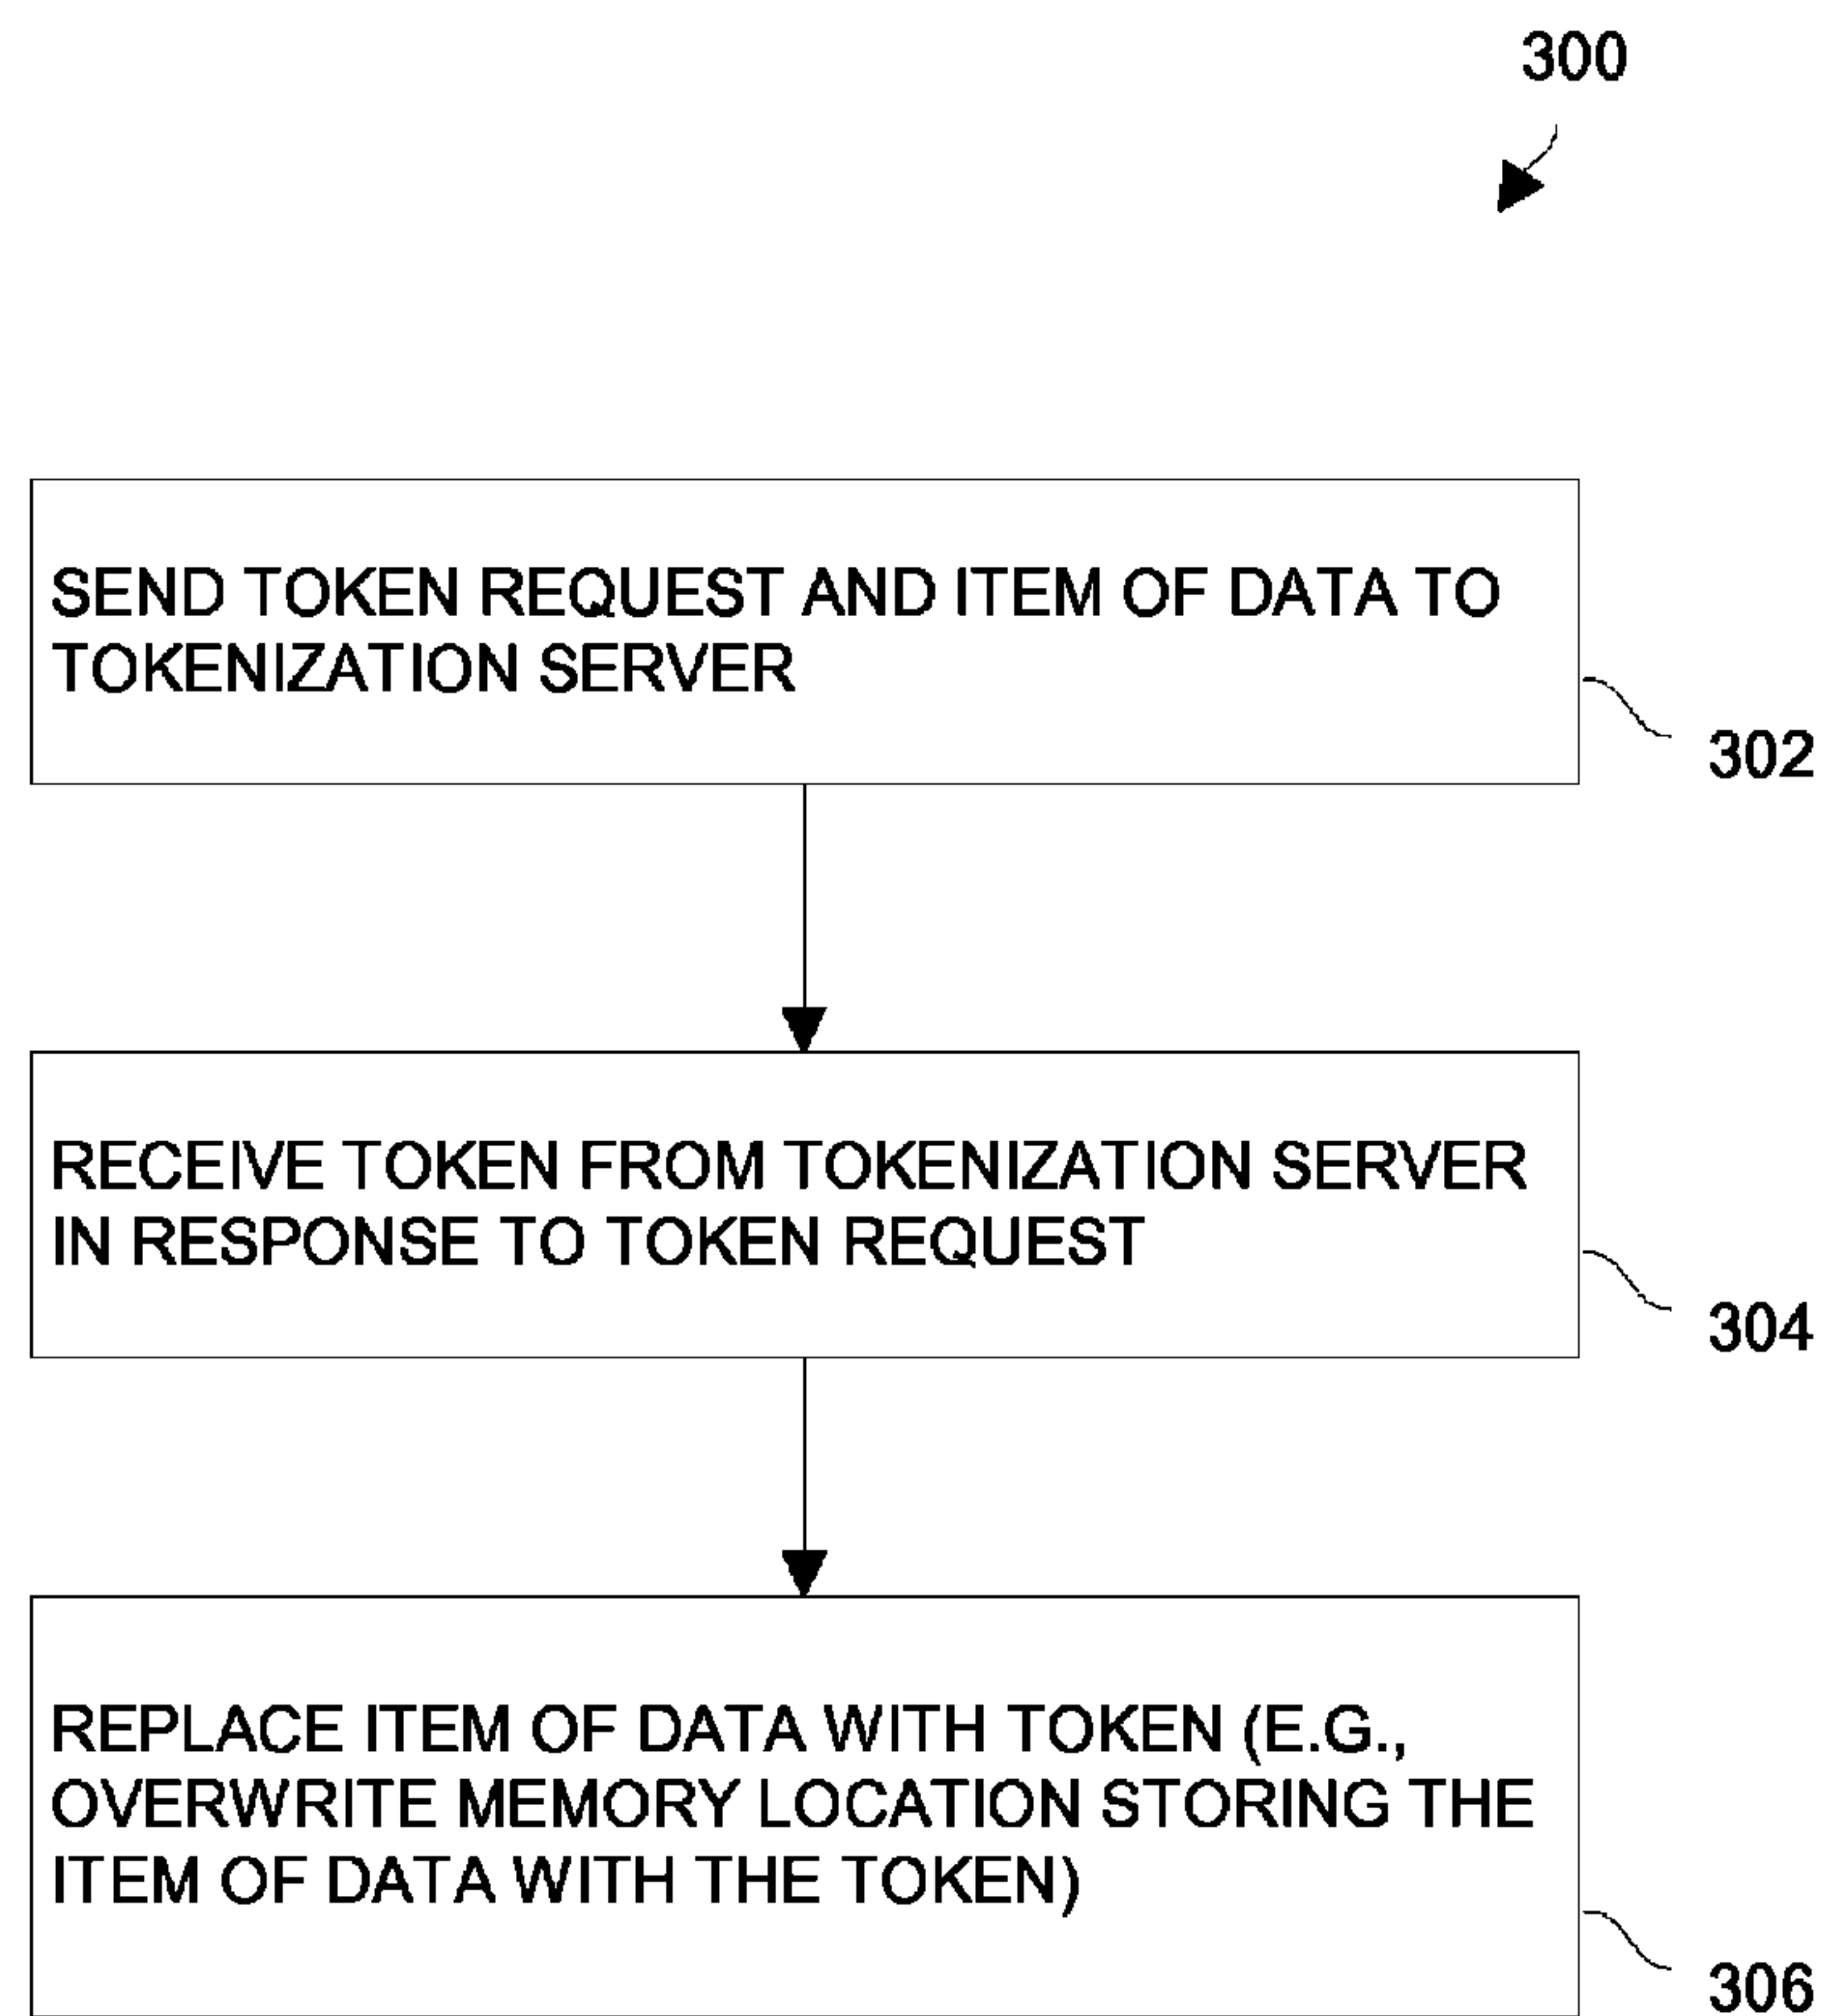 300
SEND TOKEN REQUEST AND ITEM OF DATA TO
TOKENIZATION SERVER
302
RECEIVE TOKEN FROM TOKENIZATION SERVER
IN RESPONSE TO TOKEN REQUEST
304
REPLACE ITEM OF DATA WITH TOKEN (E.G.,
OVERWRITE MEMORY LOCATION STORING THE
ITEM OF DATA WITH THE TOKEN)
306